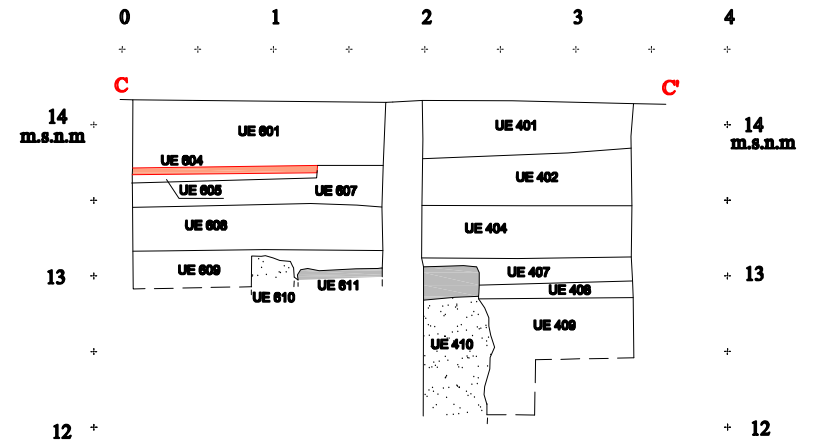 0 1 2 3 4
C C'
14 14
m.s.n.m m.s.n.m
UE 601 UE 401
UE 604
UE 605 UE 607 UE 402
UE 608 UE 404
13 UE 609 UE 407 13
UE 610 UE 611 UE 408
UE 409
UE 410
12 12